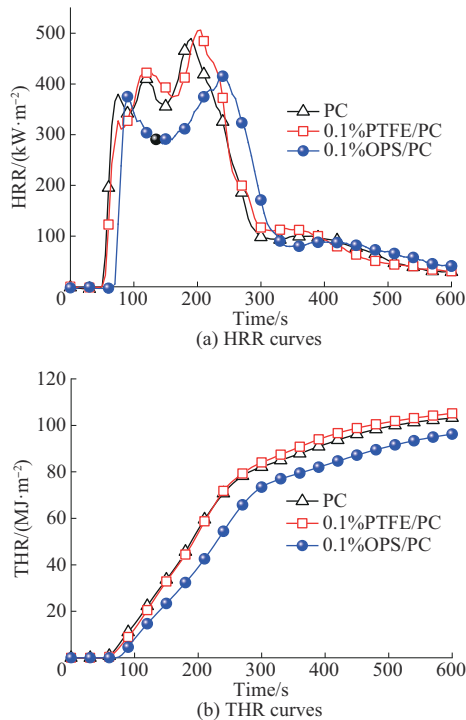 500
400
300
200
100
HRR/(kW·m⁻²)
PC
0.1%PTFE/PC
0.1%OPS/PC
0 100 200 300 400 500 600
Time/s
(a) HRR curves
120
100
80
60
40
20
0
THR/(MJ·m⁻²)
PC
0.1%PTFE/PC
0.1%OPS/PC
0 100 200 300 400 500 600
Time/s
(b) THR curves